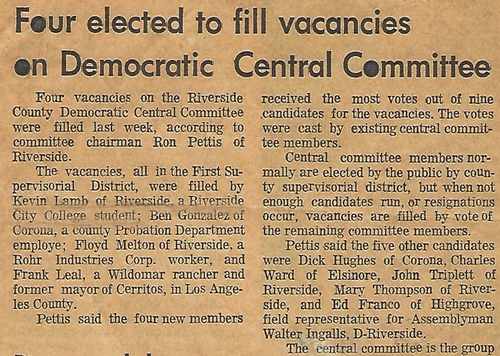 Four elected to fill vacancies
on Democratic Central Committee
Four vacancies on the Riverside
County Democratic Central Committee
were filled last week, according to
committee chairman Ron Pettis of
Riverside.
The vacancies, all in the First Su-
pervisorial District, were filled by
Kevin Lamb of Riverside, a Riverside
City College student; Ben Gonzalez of
Corona, a county Probation Department
employe; Floyd Melton of Riverside, a
Rohr Industries Corp. worker, and
Frank Leal, a Wildomar rancher and
former mayor of Cerritos, in Los Ange-
les County.
Pettis said the four new members
received the most votes out of nine
candidates for the vacancies. The votes
were cast by existing central commit-
tee members.
Central committee members nor-
mally are elected by the public by coun-
ty supervisorial district, but when not
enough candidates run, or resignations
occur, vacancies are filled by vote of
the remaining committee members.
Pettis said the five other candidates
were Dick Hughes of Corona, Charles
Ward of Elsinore, John Triplett of
Riverside, Mary Thompson of River-
side, and Ed Franco of Highgrove,
field representative for Assemblyman
Walter Ingalls, D-Riverside.
The central committee is the group